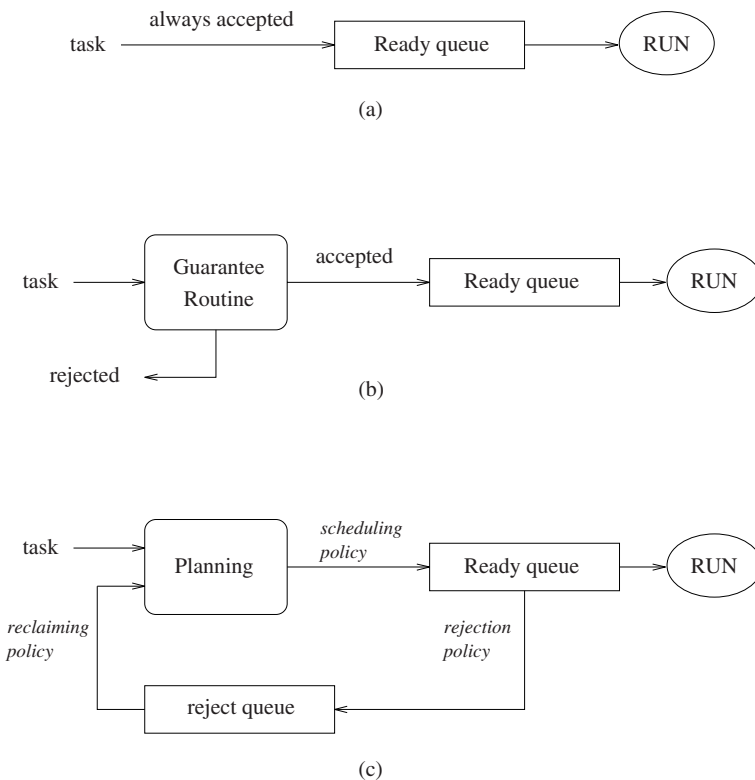 always accepted
task
Ready queue
RUN
(a)
task
Guarantee
Routine
accepted
Ready queue
RUN
rejected
(b)
task
Planning
scheduling
policy
Ready queue
RUN
reclaiming
policy
rejection
policy
reject queue
(c)